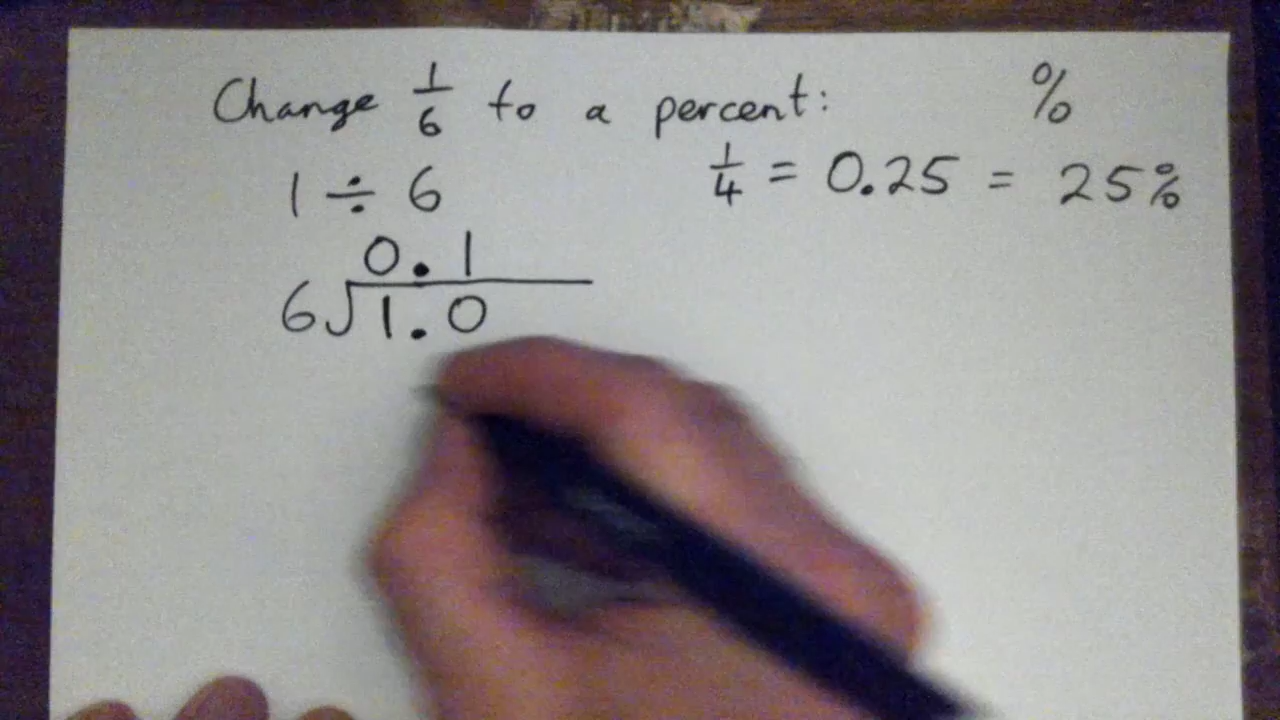 Change 1/6 to a percent:
%
1 ÷ 6
1/4 = 0.25 = 25%
0.1
6√1.0